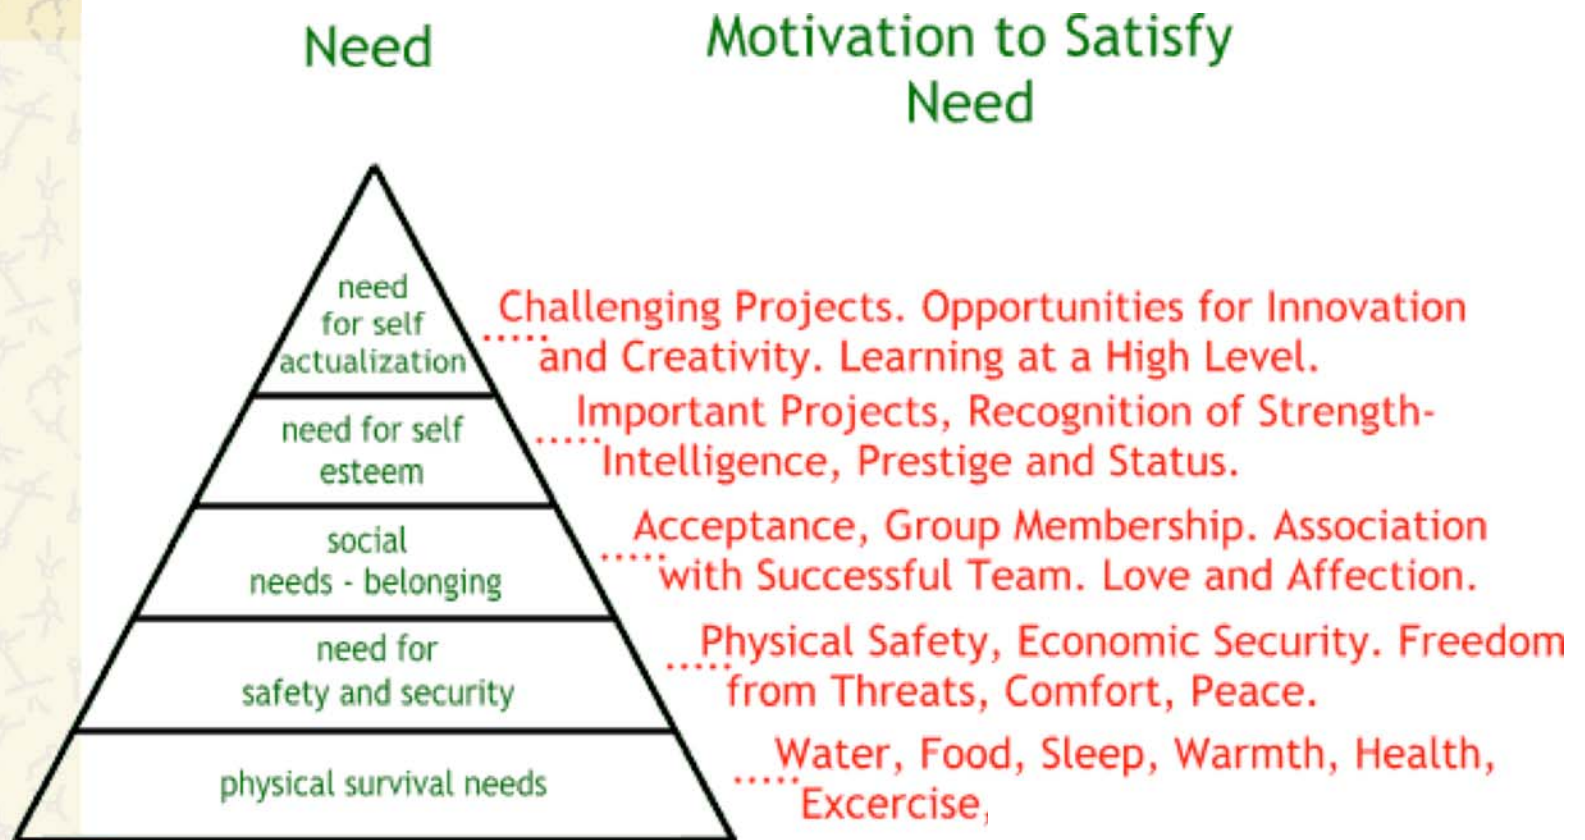 Need
Motivation to Satisfy
Need
need
for self
actualization
Challenging Projects. Opportunities for Innovation
and Creativity. Learning at a High Level.
need for self
esteem
Important Projects, Recognition of Strength-
Intelligence, Prestige and Status.
social
needs - belonging
Acceptance, Group Membership. Association
with Successful Team. Love and Affection.
need for
safety and security
Physical Safety, Economic Security. Freedom
from Threats, Comfort, Peace.
physical survival needs
Water, Food, Sleep, Warmth, Health,
Excercise,